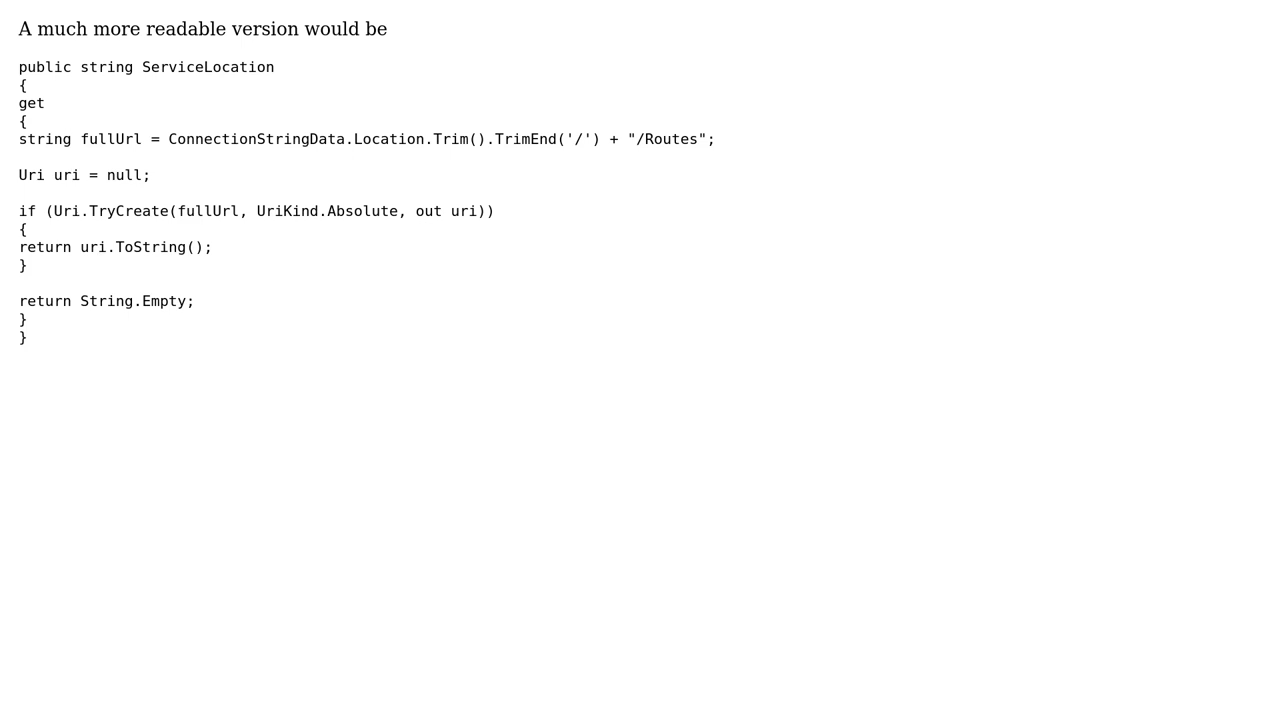 A much more readable version would be
public string ServiceLocation
{
get
{
string fullUrl = ConnectionStringData.Location.Trim().TrimEnd('/') + "/Routes";
Uri uri = null;
if (Uri.TryCreate(fullUrl, UriKind.Absolute, out uri))
{
return uri.ToString();
}
return String.Empty;
}
}